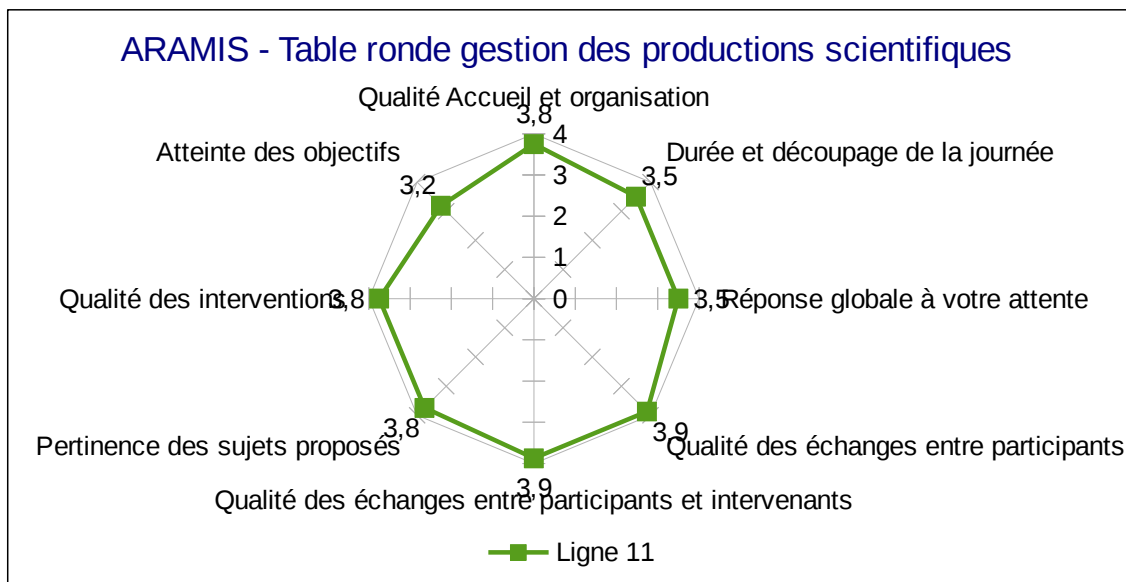 ARAMIS - Table ronde gestion des productions scientifiques
Qualité Accueil et organisation
3,8
4
Atteinte des objectifs
Durée et découpage de la journée
3,2
3
3,5
2
1
Qualité des interventions
3,8
0
3,5
Réponse globale à votre attente
Pertinence des sujets proposés
3,8
3,9
Qualité des échanges entre participants
3,9
Qualité des échanges entre participants et intervenants
Ligne 11